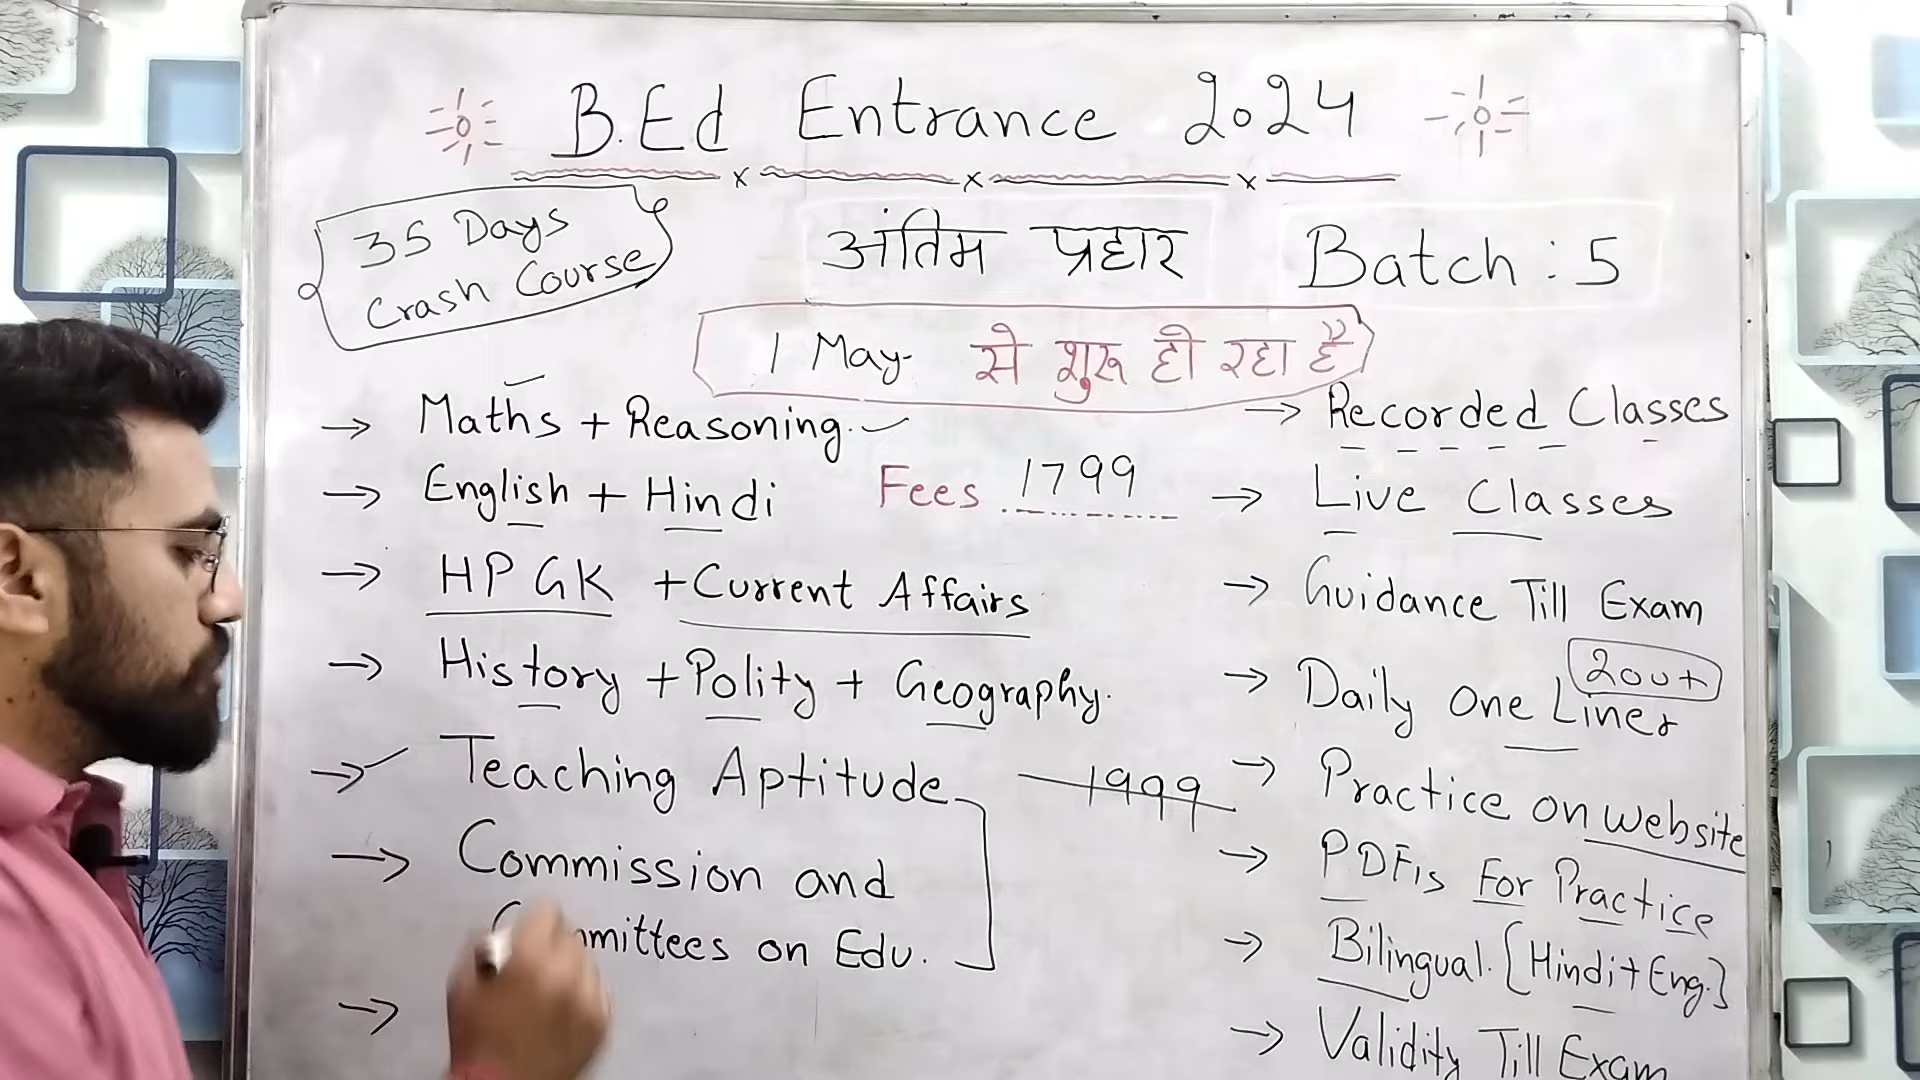 B.Ed Entrance 2024
35 Days
Crash Course
अंतिम प्रहार
Batch : 5
1 May से शुरू हो रहा है
→ Maths + Reasoning.
→ English + Hindi
Fees 1799
→ HP GK + Current Affairs
→ History + Polity + Geography.
→ Teaching Aptitude
1999
→ Commission and
Committees on Edu.
→
→ Recorded Classes
→ Live Classes
→ Guidance Till Exam
200+
→ Daily One Liner
→ Practice on website
→ PDF's For Practice
→ Bilingual. [Hindi + Eng.]
→ Validity Till Exam